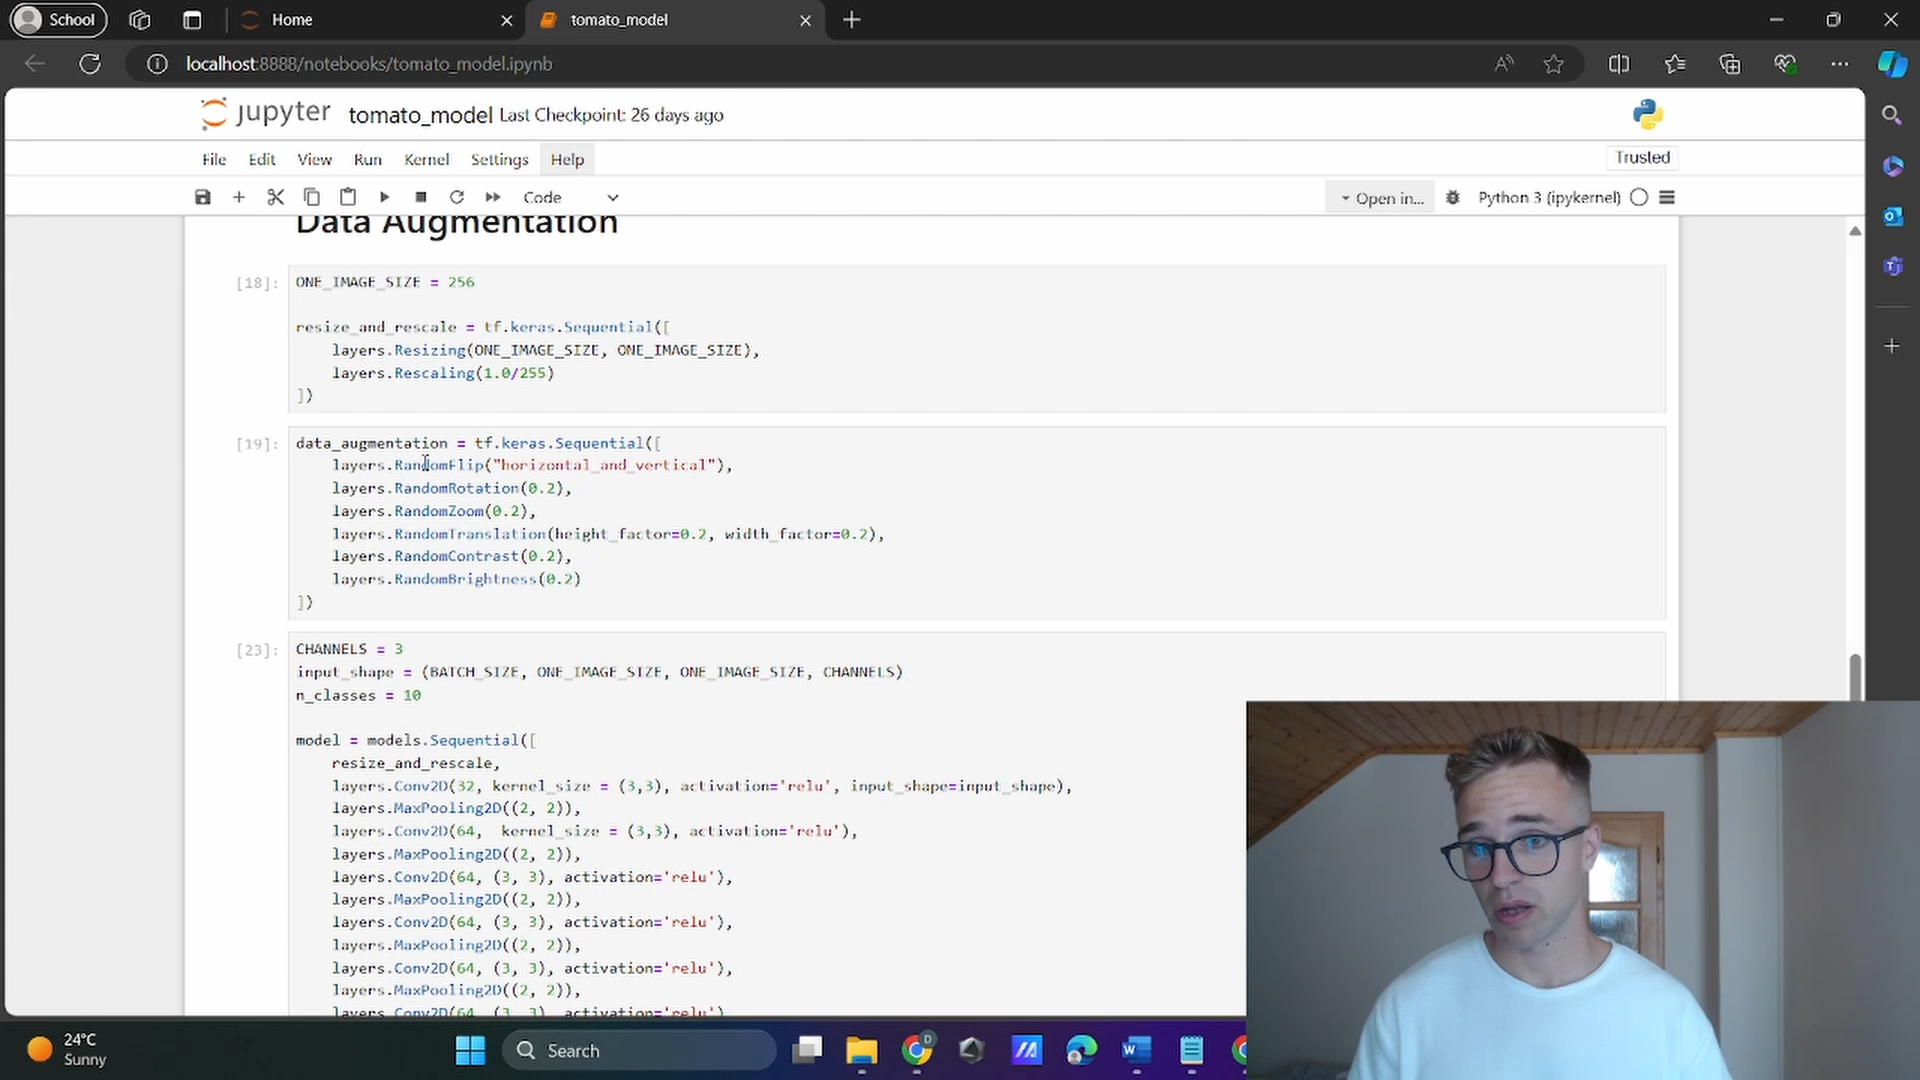 School
Home
tomato_model
localhost:8888/notebooks/tomato_model.ipynb
jupyter
tomato_model Last Checkpoint: 26 days ago
File Edit View Run Kernel Settings Help
Trusted
Code
Open in...
Python 3 (ipykernel)
Data Augmentation
[18]:
ONE_IMAGE_SIZE = 256
resize_and_rescale = tf.keras.Sequential([
layers.Resizing(ONE_IMAGE_SIZE, ONE_IMAGE_SIZE),
layers.Rescaling(1.0/255)
])
[19]:
data_augmentation = tf.keras.Sequential([
layers.RandomFlip("horizontal_and_vertical"),
layers.RandomRotation(0.2),
layers.RandomZoom(0.2),
layers.RandomTranslation(height_factor=0.2, width_factor=0.2),
layers.RandomContrast(0.2),
layers.RandomBrightness(0.2)
])
[23]:
CHANNELS = 3
input_shape = (BATCH_SIZE, ONE_IMAGE_SIZE, ONE_IMAGE_SIZE, CHANNELS)
n_classes = 10
model = models.Sequential([
resize_and_rescale,
layers.Conv2D(32, kernel_size = (3,3), activation='relu', input_shape=input_shape),
layers.MaxPooling2D((2, 2)),
layers.Conv2D(64,  kernel_size = (3,3), activation='relu'),
layers.MaxPooling2D((2, 2)),
layers.Conv2D(64, (3, 3), activation='relu'),
layers.MaxPooling2D((2, 2)),
layers.Conv2D(64, (3, 3), activation='relu'),
layers.MaxPooling2D((2, 2)),
layers.Conv2D(64, (3, 3), activation='relu'),
layers.MaxPooling2D((2, 2)),
layers.Conv2D(64, (3, 3), activation='relu')
24°C
Sunny
Search